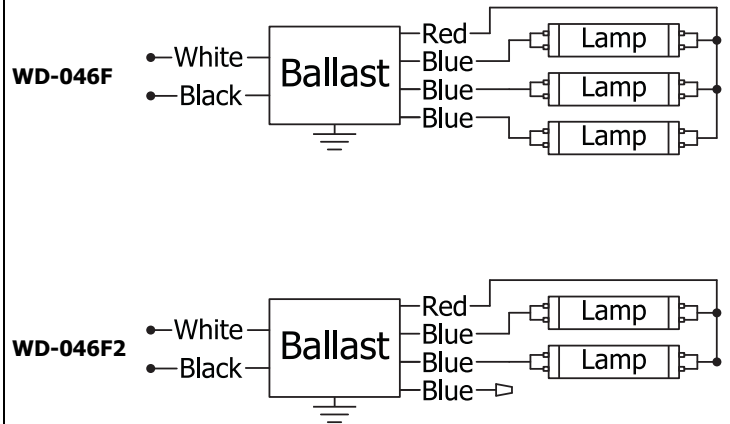 WD-046F
White
Black
Ballast
Red
Blue
Blue
Blue
Lamp
Lamp
Lamp
WD-046F2
White
Black
Ballast
Red
Blue
Blue
Blue
Lamp
Lamp